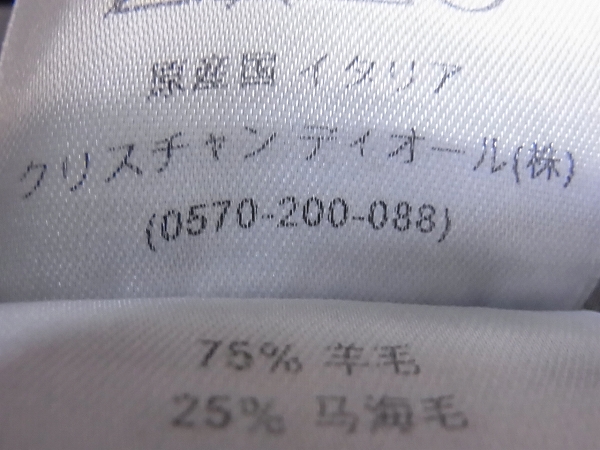 原産国 イタリア
クリスチャン ディオール(株)
(0570-200-088)
75% 羊毛
25% 马海毛